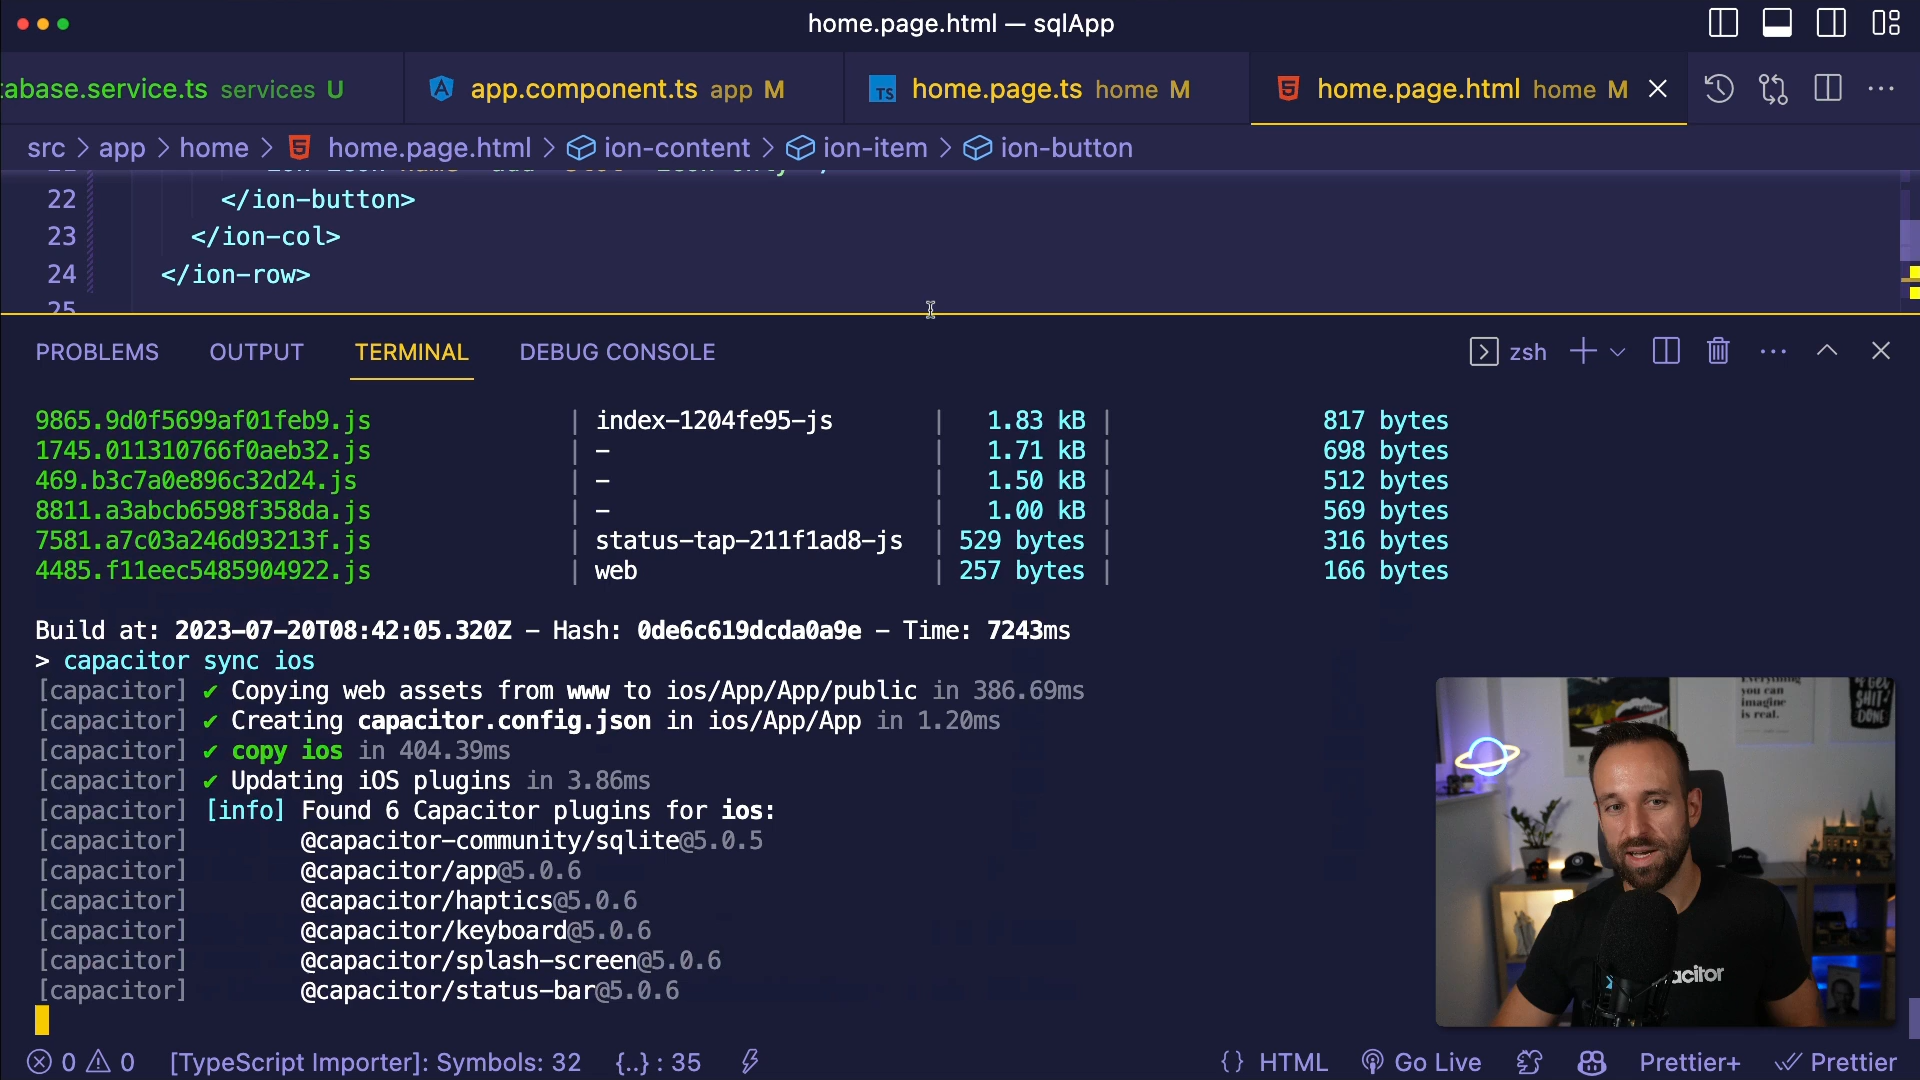 home.page.html — sqlApp
abase.service.ts services U
app.component.ts app M
TS home.page.ts home M
home.page.html home M
src > app > home > home.page.html > ion-content > ion-item > ion-button
22 </ion-button>
23 </ion-col>
24 </ion-row>
25
PROBLEMS OUTPUT TERMINAL DEBUG CONSOLE zsh
9865.9d0f5699af01feb9.js | index-1204fe95-js | 1.83 kB | 817 bytes
1745.011310766f0aeb32.js | - | 1.71 kB | 698 bytes
469.b3c7a0e896c32d24.js | - | 1.50 kB | 512 bytes
8811.a3abcb6598f358da.js | - | 1.00 kB | 569 bytes
7581.a7c03a246d93213f.js | status-tap-211f1ad8-js | 529 bytes | 316 bytes
4485.f11eec5485904922.js | web | 257 bytes | 166 bytes
Build at: 2023-07-20T08:42:05.320Z - Hash: 0de6c619dcda0a9e - Time: 7243ms
> capacitor sync ios
[capacitor] ✔ Copying web assets from www to ios/App/App/public in 386.69ms
[capacitor] ✔ Creating capacitor.config.json in ios/App/App in 1.20ms
[capacitor] ✔ copy ios in 404.39ms
[capacitor] ✔ Updating iOS plugins in 3.86ms
[capacitor] [info] Found 6 Capacitor plugins for ios:
[capacitor] @capacitor-community/sqlite@5.0.5
[capacitor] @capacitor/app@5.0.6
[capacitor] @capacitor/haptics@5.0.6
[capacitor] @capacitor/keyboard@5.0.6
[capacitor] @capacitor/splash-screen@5.0.6
[capacitor] @capacitor/status-bar@5.0.6
you can
imagine
is real.
SHIT
DONE
acitor
0 0 [TypeScript Importer]: Symbols: 32 {..} : 35 {} HTML Go Live Prettier+ Prettier